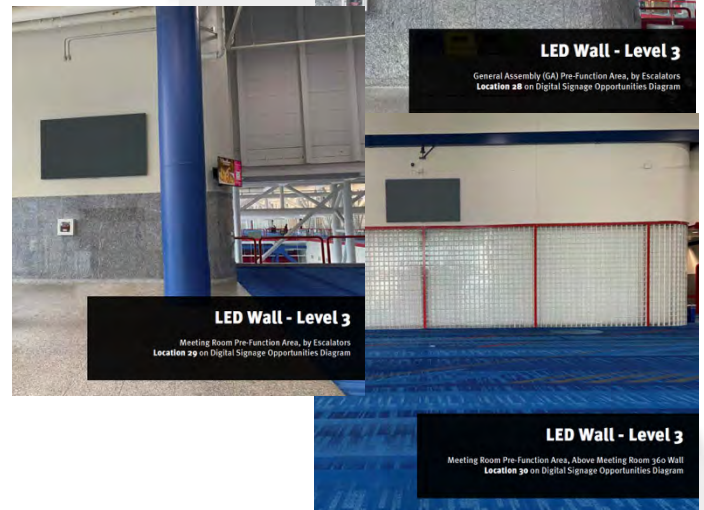 LED Wall - Level 3
General Assembly (GA) Pre-Function Area, by Escalators
Location 28 on Digital Signage Opportunities Diagram
LED Wall - Level 3
Meeting Room Pre-Function Area, by Escalators
Location 29 on Digital Signage Opportunities Diagram
LED Wall - Level 3
Meeting Room Pre-Function Area, Above Meeting Room 360 Wall
Location 30 on Digital Signage Opportunities Diagram